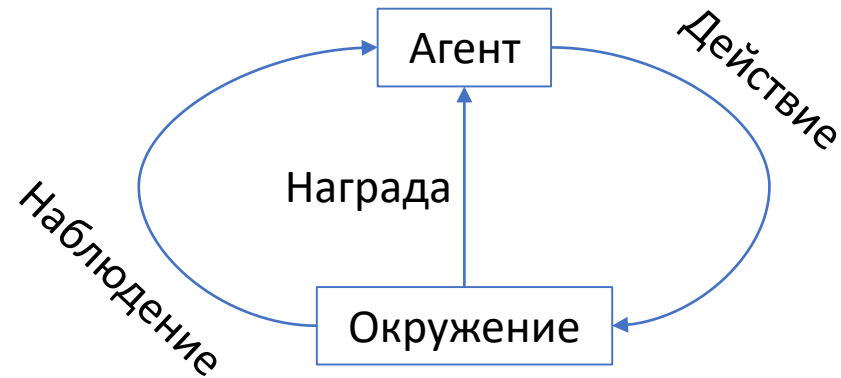 Агент
Действие
Награда
Наблюдение
Окружение